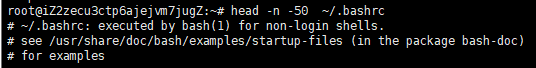 root@iZ2zecu3ctp6ajejvm7jugZ:~# head -n -50  ~/.bashrc
# ~/.bashrc: executed by bash(1) for non-login shells.
# see /usr/share/doc/bash/examples/startup-files (in the package bash-doc)
# for examples